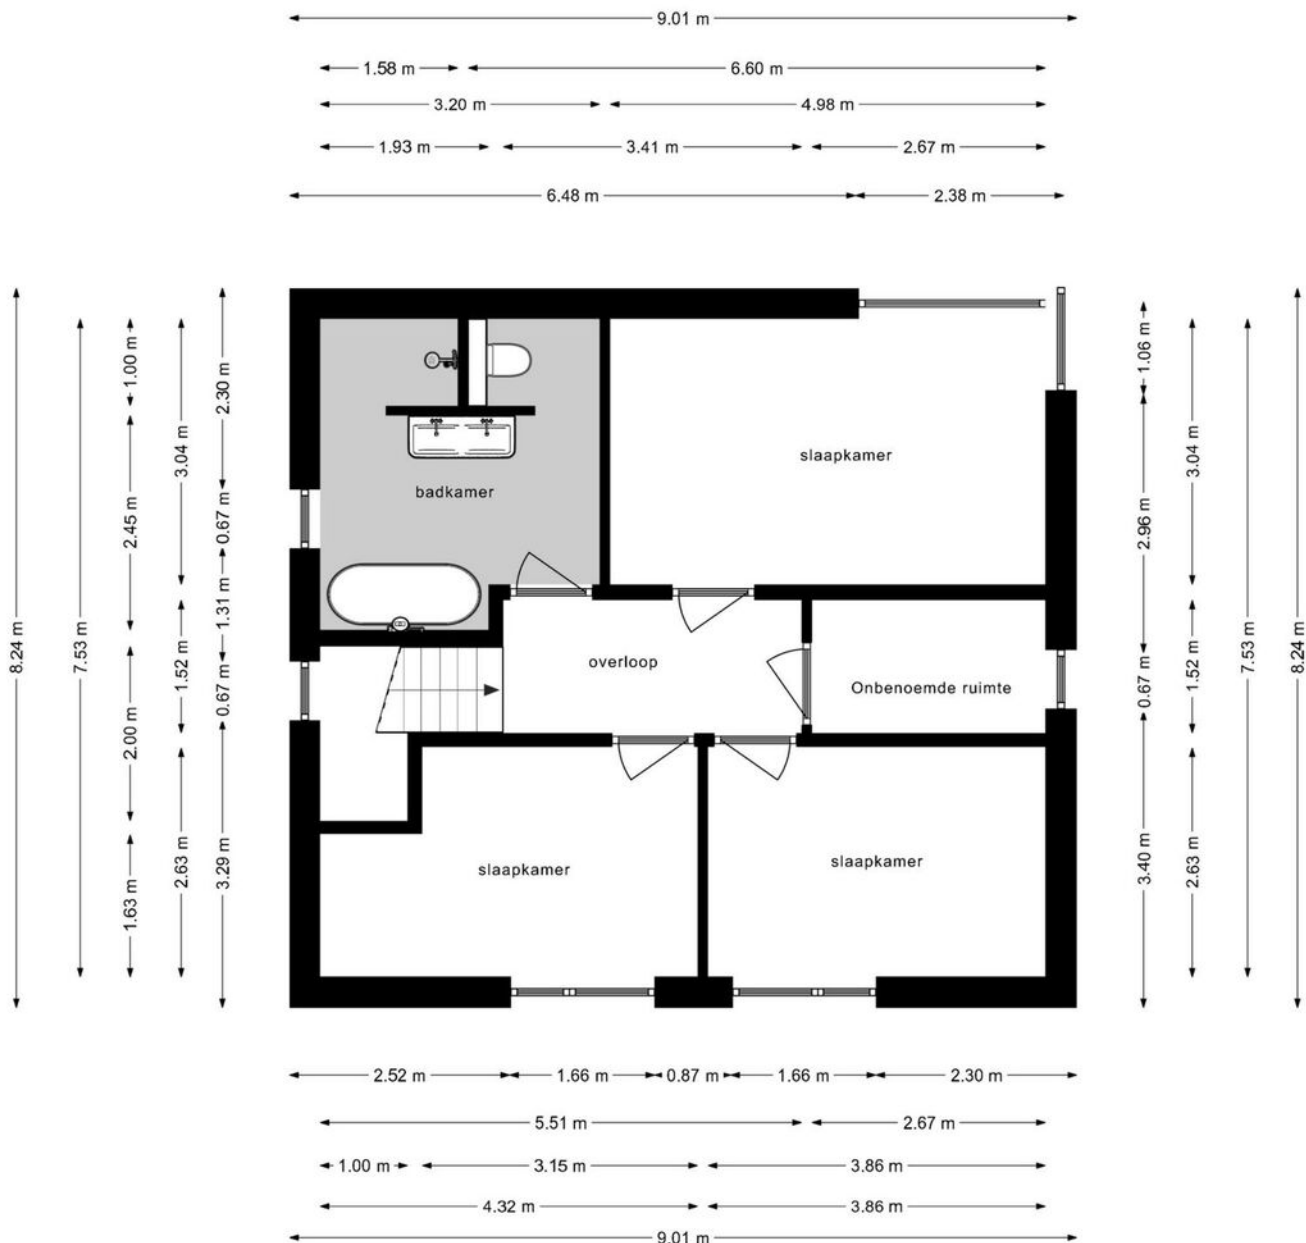 9.01 m
1.58 m
6.60 m
3.20 m
4.98 m
1.93 m
3.41 m
2.67 m
6.48 m
2.38 m
8.24 m
7.53 m
1.00 m
2.45 m
2.00 m
1.63 m
3.04 m
1.52 m
2.63 m
2.30 m
0.67 m
1.31 m
0.67 m
3.29 m
badkamer
slaapkamer
overloop
Onbenoemde ruimte
slaapkamer
slaapkamer
1.06 m
2.96 m
0.67 m
3.40 m
3.04 m
1.52 m
2.63 m
7.53 m
8.24 m
2.52 m
1.66 m
0.87 m
1.66 m
2.30 m
5.51 m
2.67 m
1.00 m
3.15 m
3.86 m
4.32 m
3.86 m
9.01 m